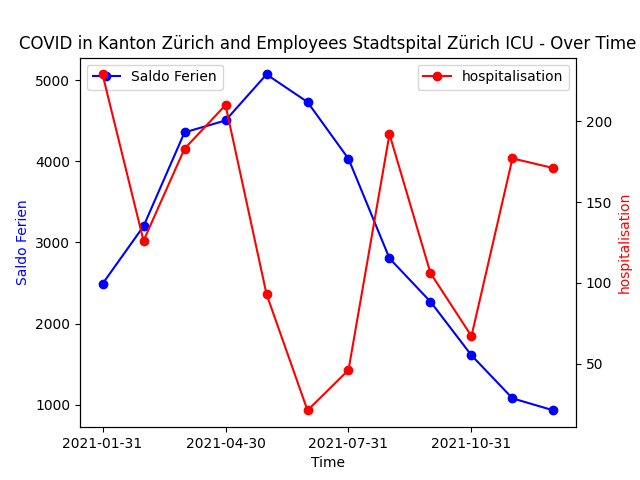 COVID in Kanton Zürich and Employees Stadtspital Zürich ICU - Over Time
Saldo Ferien
hospitalisation
5000
4000
3000
2000
1000
Saldo Ferien
200
150
100
50
hospitalisation
2021-01-31 2021-04-30 2021-07-31 2021-10-31
Time